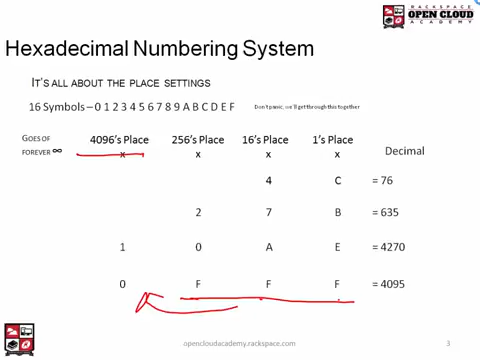 RACKSPACE
OPEN CLOUD
ACADEMY
Hexadecimal Numbering System
IT'S ALL ABOUT THE PLACE SETTINGS
16 Symbols – 0 1 2 3 4 5 6 7 8 9 A B C D E F
Don't panic, we'll get through this together
GOES OF FOREVER ∞
4096's Place 256's Place 16's Place 1's Place Decimal
x x x x
4 C = 76
2 7 B = 635
1 0 A E = 4270
0 F F F = 4095
opencloudacademy.rackspace.com 3